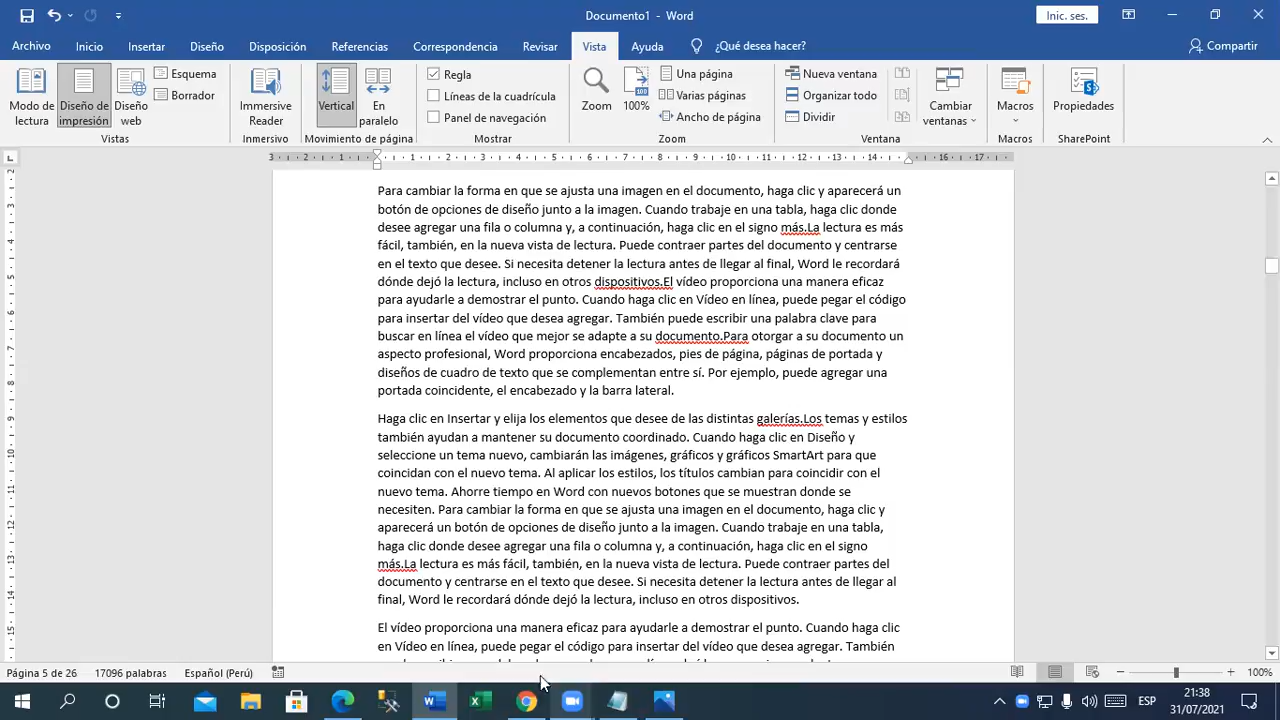 Documento1 - Word
Inic. ses.
Archivo Inicio Insertar Diseño Disposición Referencias Correspondencia Revisar Vista Ayuda ¿Qué desea hacer? Compartir
Modo de lectura
Diseño de impresión
Diseño web
Esquema
Borrador
Vistas
Immersive Reader
Inmersivo
Vertical
En paralelo
Movimiento de página
Regla
Líneas de la cuadrícula
Panel de navegación
Mostrar
Zoom
100%
Una página
Varias páginas
Ancho de página
Zoom
Nueva ventana
Organizar todo
Dividir
Cambiar ventanas
Ventana
Macros
Macros
Propiedades
SharePoint
3 2 1 1 2 3 4 5 6 7 8 9 10 11 12 13 14 16 17
Para cambiar la forma en que se ajusta una imagen en el documento, haga clic y aparecerá un
botón de opciones de diseño junto a la imagen. Cuando trabaje en una tabla, haga clic donde
desee agregar una fila o columna y, a continuación, haga clic en el signo más.La lectura es más
fácil, también, en la nueva vista de lectura. Puede contraer partes del documento y centrarse
en el texto que desee. Si necesita detener la lectura antes de llegar al final, Word le recordará
dónde dejó la lectura, incluso en otros dispositivos.El vídeo proporciona una manera eficaz
para ayudarle a demostrar el punto. Cuando haga clic en Vídeo en línea, puede pegar el código
para insertar del vídeo que desea agregar. También puede escribir una palabra clave para
buscar en línea el vídeo que mejor se adapte a su documento.Para otorgar a su documento un
aspecto profesional, Word proporciona encabezados, pies de página, páginas de portada y
diseños de cuadro de texto que se complementan entre sí. Por ejemplo, puede agregar una
portada coincidente, el encabezado y la barra lateral.
Haga clic en Insertar y elija los elementos que desee de las distintas galerías.Los temas y estilos
también ayudan a mantener su documento coordinado. Cuando haga clic en Diseño y
seleccione un tema nuevo, cambiarán las imágenes, gráficos y gráficos SmartArt para que
coincidan con el nuevo tema. Al aplicar los estilos, los títulos cambian para coincidir con el
nuevo tema. Ahorre tiempo en Word con nuevos botones que se muestran donde se
necesiten. Para cambiar la forma en que se ajusta una imagen en el documento, haga clic y
aparecerá un botón de opciones de diseño junto a la imagen. Cuando trabaje en una tabla,
haga clic donde desee agregar una fila o columna y, a continuación, haga clic en el signo
más.La lectura es más fácil, también, en la nueva vista de lectura. Puede contraer partes del
documento y centrarse en el texto que desee. Si necesita detener la lectura antes de llegar al
final, Word le recordará dónde dejó la lectura, incluso en otros dispositivos.
El vídeo proporciona una manera eficaz para ayudarle a demostrar el punto. Cuando haga clic
en Vídeo en línea, puede pegar el código para insertar del vídeo que desea agregar. También
Página 5 de 26 17096 palabras Español (Perú) 100%
ESP
21:38
31/07/2021